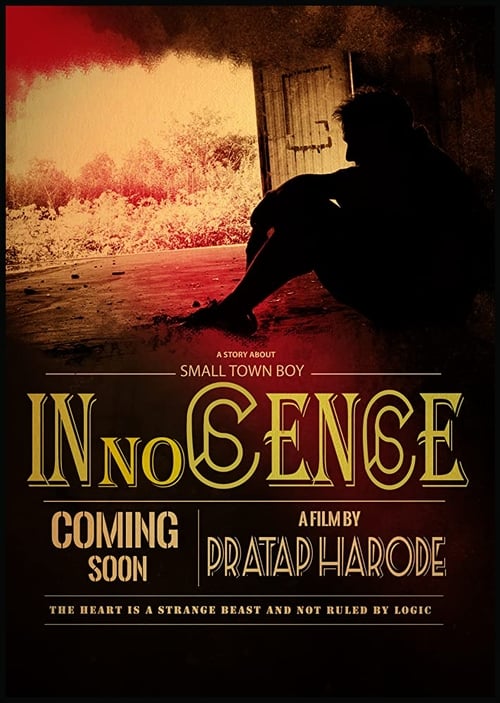 A STORY ABOUT
SMALL TOWN BOY
INNOCENCE
COMING
SOON
A FILM BY
PRATAP HARODE
THE HEART IS A STRANGE BEAST AND NOT RULED BY LOGIC